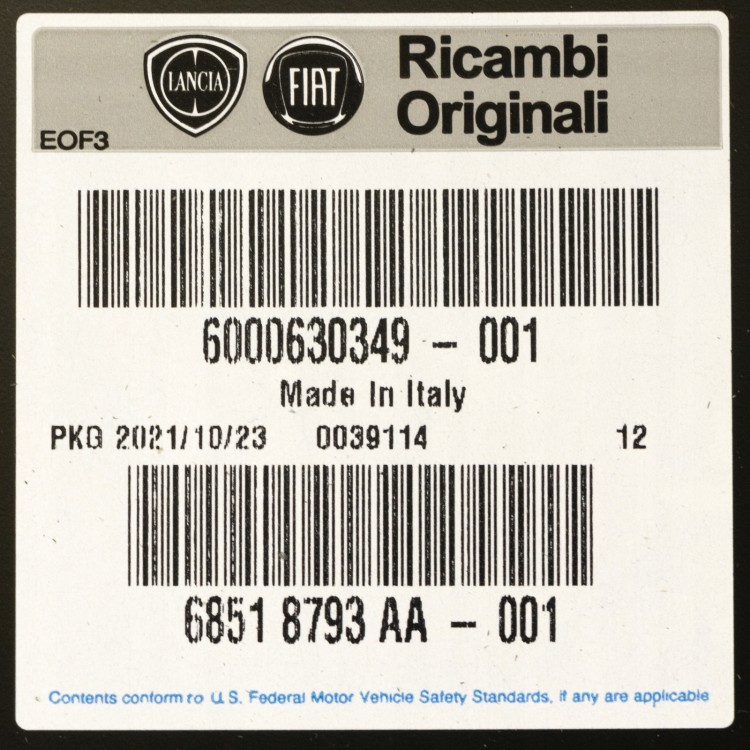 LANCIA FIAT Ricambi
Originali
EOF3
6000630349 - 001
Made In Italy
PKG 2021/10/23 0039114 12
6851 8793 AA - 001
Contents conform to U.S. Federal Motor Vehicle Safety Standards, if any are applicable